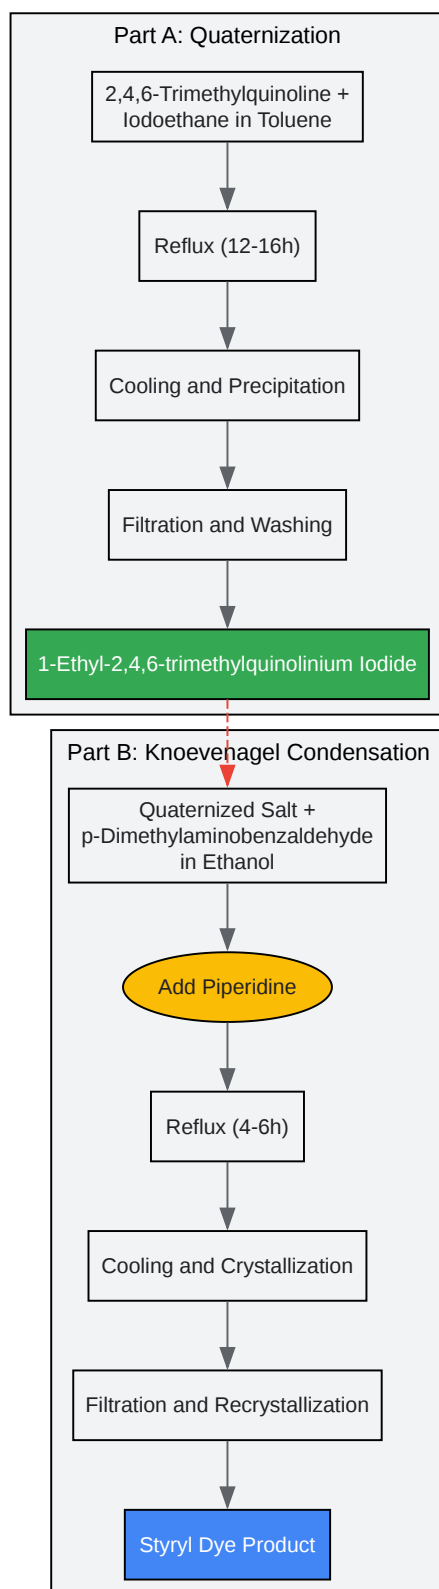 Part A: Quaternization
2,4,6-Trimethylquinoline +
Iodoethane in Toluene
Reflux (12-16h)
Cooling and Precipitation
Filtration and Washing
1-Ethyl-2,4,6-trimethylquinolinium Iodide
Part B: Knoevenagel Condensation
Quaternized Salt +
p-Dimethylaminobenzaldehyde
in Ethanol
Add Piperidine
Reflux (4-6h)
Cooling and Crystallization
Filtration and Recrystallization
Styryl Dye Product